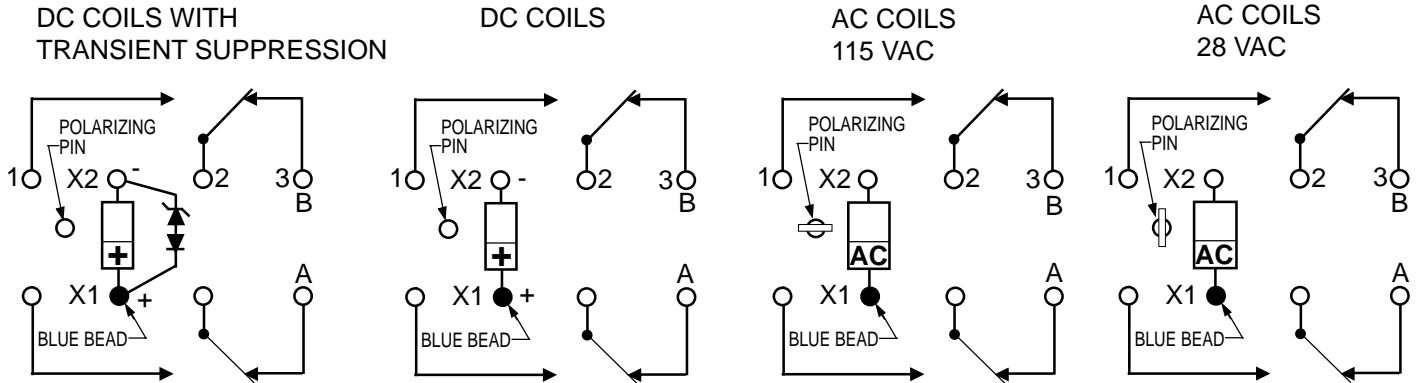 DC COILS WITH
TRANSIENT SUPPRESSION
POLARIZING
PIN
1
X2
-
2
3
B
+
X1
+
A
BLUE BEAD
DC COILS
POLARIZING
PIN
1
X2
-
2
3
B
+
X1
+
A
BLUE BEAD
AC COILS
115 VAC
POLARIZING
PIN
1
X2
2
3
B
AC
X1
A
BLUE BEAD
AC COILS
28 VAC
POLARIZING
PIN
1
X2
2
3
B
AC
X1
A
BLUE BEAD